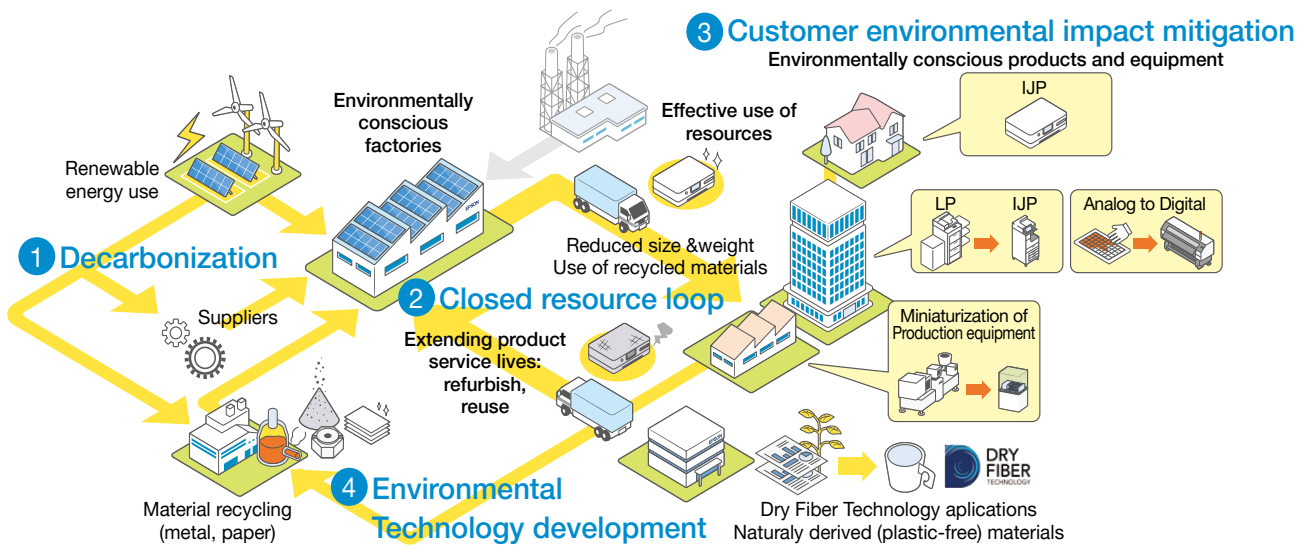 3 Customer environmental impact mitigation
Environmentally conscious products and equipment
IJP
Environmentally
conscious
factories
Effective use of
resources
Renewable
energy use
EPSON
LP
IJP
Analog to Digital
1 Decarbonization
Reduced size &weight
Use of recycled materials
2 Closed resource loop
Suppliers
Extending product
service lives:
refurbish,
reuse
Miniaturization of
Production equipment
EPSON
DRY
FIBER
TECHNOLOGY
4 Environmental
Technology development
Material recycling
(metal, paper)
Dry Fiber Technology aplications
Naturaly derived (plastic-free) materials